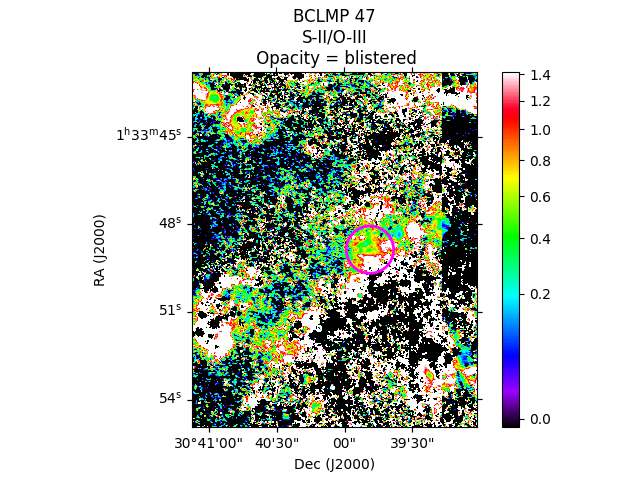 BCLMP 47
S-II/O-III
Opacity = blistered
1.4
1.2
1.0
0.8
0.6
0.4
0.2
0.0
1ʰ33ᵐ45ˢ
48ˢ
51ˢ
54ˢ
RA (J2000)
30°41'00" 40'30" 00" 39'30"
Dec (J2000)